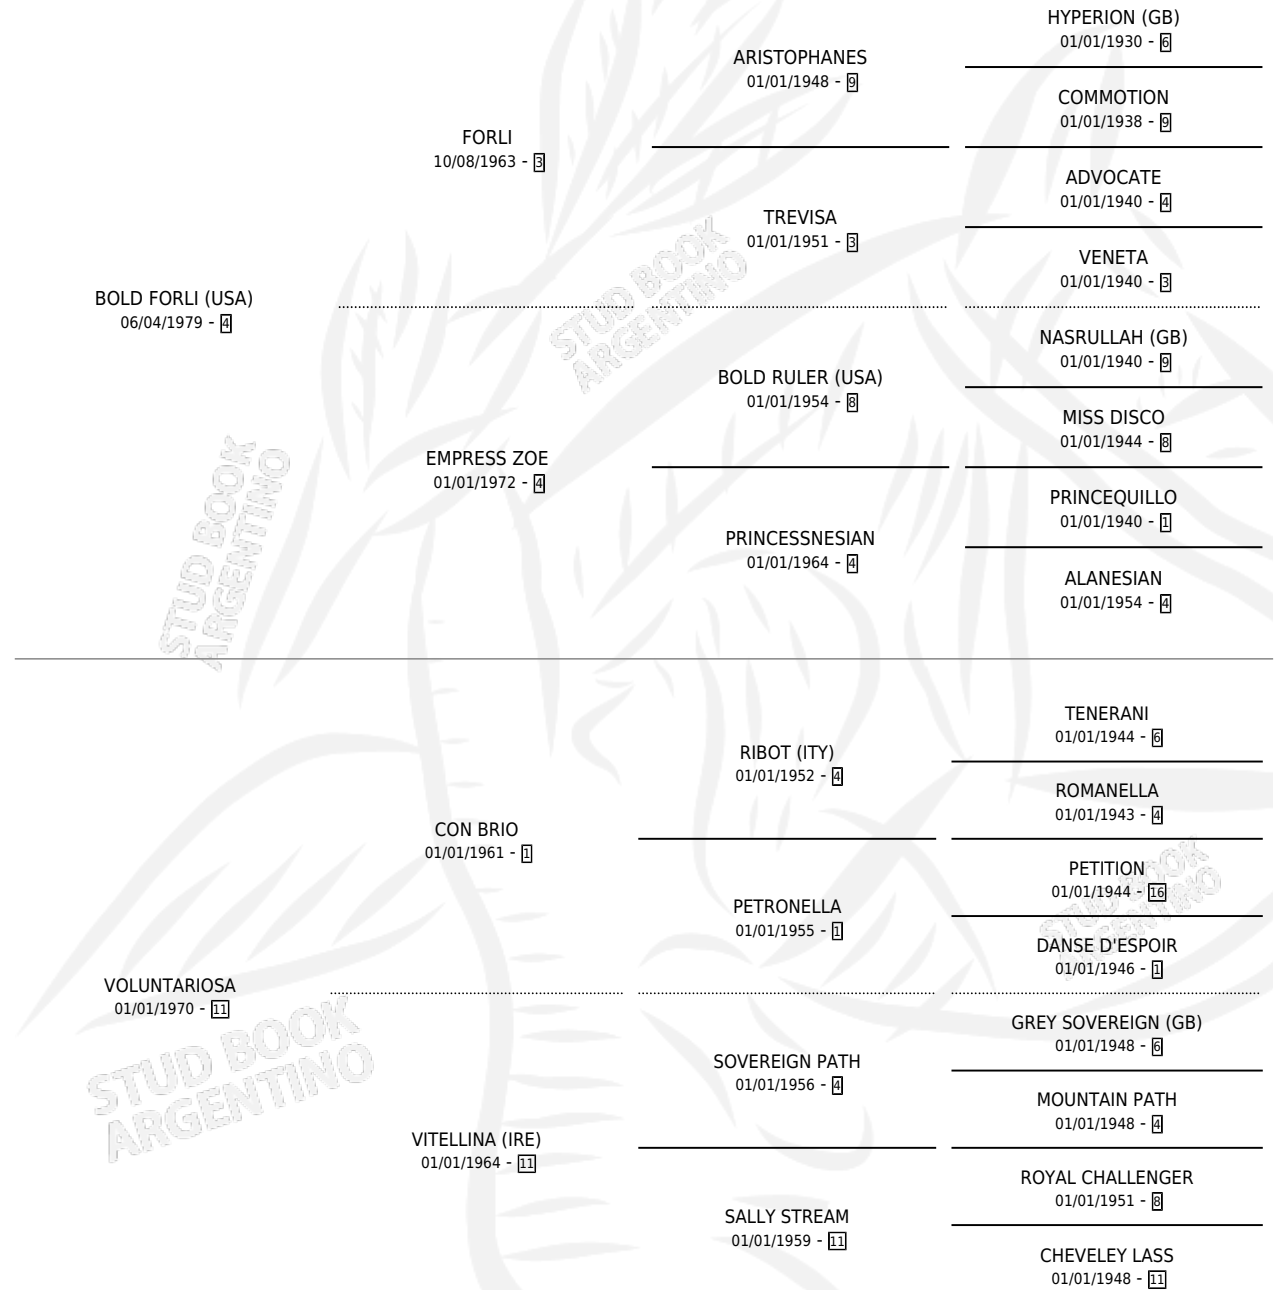 HYPERION (GB)
01/01/1930 - 6
ARISTOPHANES
01/01/1948 - 9
COMMOTION
01/01/1938 - 9
FORLI
10/08/1963 - 3
ADVOCATE
01/01/1940 - 4
TREVISA
01/01/1951 - 3
VENETA
01/01/1940 - 3
BOLD FORLI (USA)
06/04/1979 - 4
NASRULLAH (GB)
01/01/1940 - 9
BOLD RULER (USA)
01/01/1954 - 8
MISS DISCO
01/01/1944 - 8
EMPRESS ZOE
01/01/1972 - 4
PRINCEQUILLO
01/01/1940 - 1
PRINCESSNESIAN
01/01/1964 - 4
ALANESIAN
01/01/1954 - 4
STUD BOOK
ARGENTINO
STUD BOOK
ARGENTINO
TENERANI
01/01/1944 - 6
RIBOT (ITY)
01/01/1952 - 4
ROMANELLA
01/01/1943 - 4
CON BRIO
01/01/1961 - 1
PETITION
01/01/1944 - 16
PETRONELLA
01/01/1955 - 1
DANSE D'ESPOIR
01/01/1946 - 1
VOLUNTARIOSA
01/01/1970 - 11
GREY SOVEREIGN (GB)
01/01/1948 - 6
SOVEREIGN PATH
01/01/1956 - 4
MOUNTAIN PATH
01/01/1948 - 4
VITELLINA (IRE)
01/01/1964 - 11
ROYAL CHALLENGER
01/01/1951 - 8
SALLY STREAM
01/01/1959 - 11
CHEVELEY LASS
01/01/1948 - 11
STUD BOOK
ARGENTINO
STUD BOOK
ARGENTINO